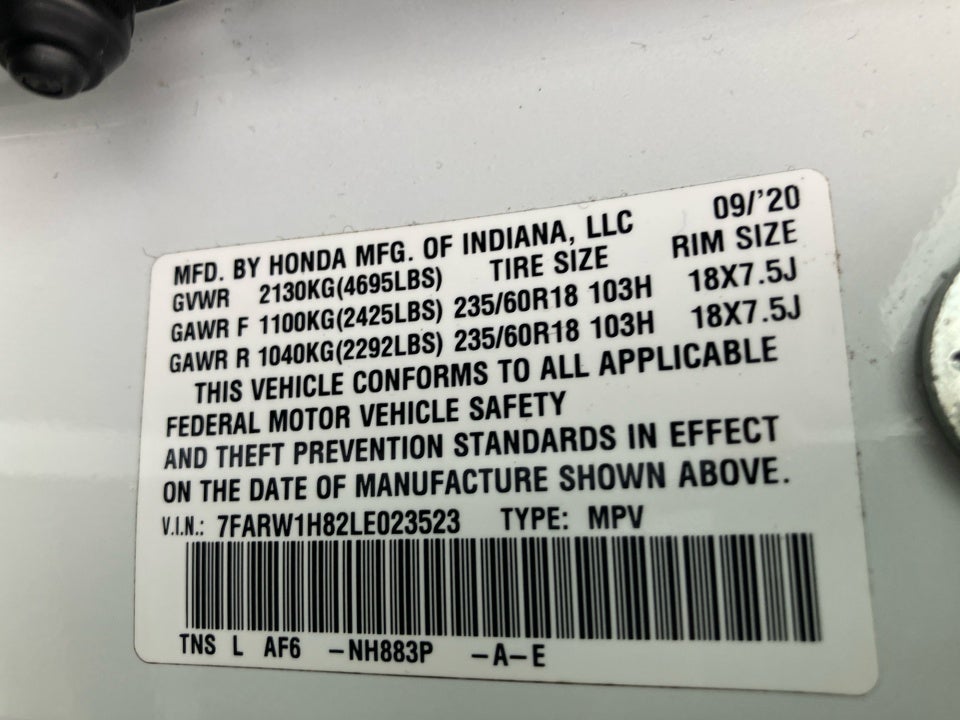 MFD. BY HONDA MFG. OF INDIANA, LLC 09/'20
GVWR 2130KG(4695LBS) TIRE SIZE RIM SIZE
GAWR F 1100KG(2425LBS) 235/60R18 103H 18X7.5J
GAWR R 1040KG(2292LBS) 235/60R18 103H 18X7.5J
THIS VEHICLE CONFORMS TO ALL APPLICABLE
FEDERAL MOTOR VEHICLE SAFETY
AND THEFT PREVENTION STANDARDS IN EFFECT
ON THE DATE OF MANUFACTURE SHOWN ABOVE.
V.I.N.: 7FARW1H82LE023523 TYPE: MPV
TNS L AF6 -NH883P -A-E